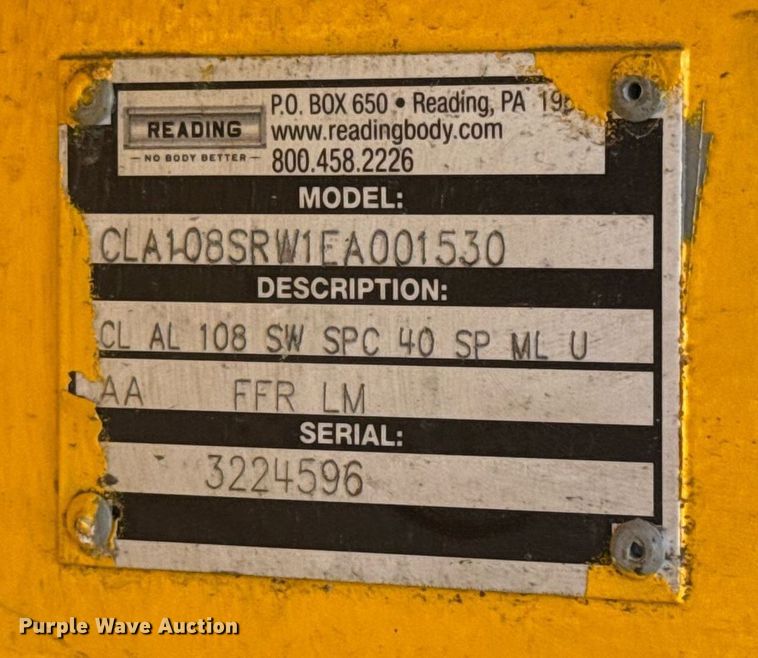 READING
— NO BODY BETTER —
P.O. BOX 650 • Reading, PA
www.readingbody.com
800.458.2226
MODEL:
CLA108SRW1EA001530
DESCRIPTION:
CL AL 108 SW SPC 40 SP ML U
AA FFR LM
SERIAL:
3224596
Purple Wave Auction